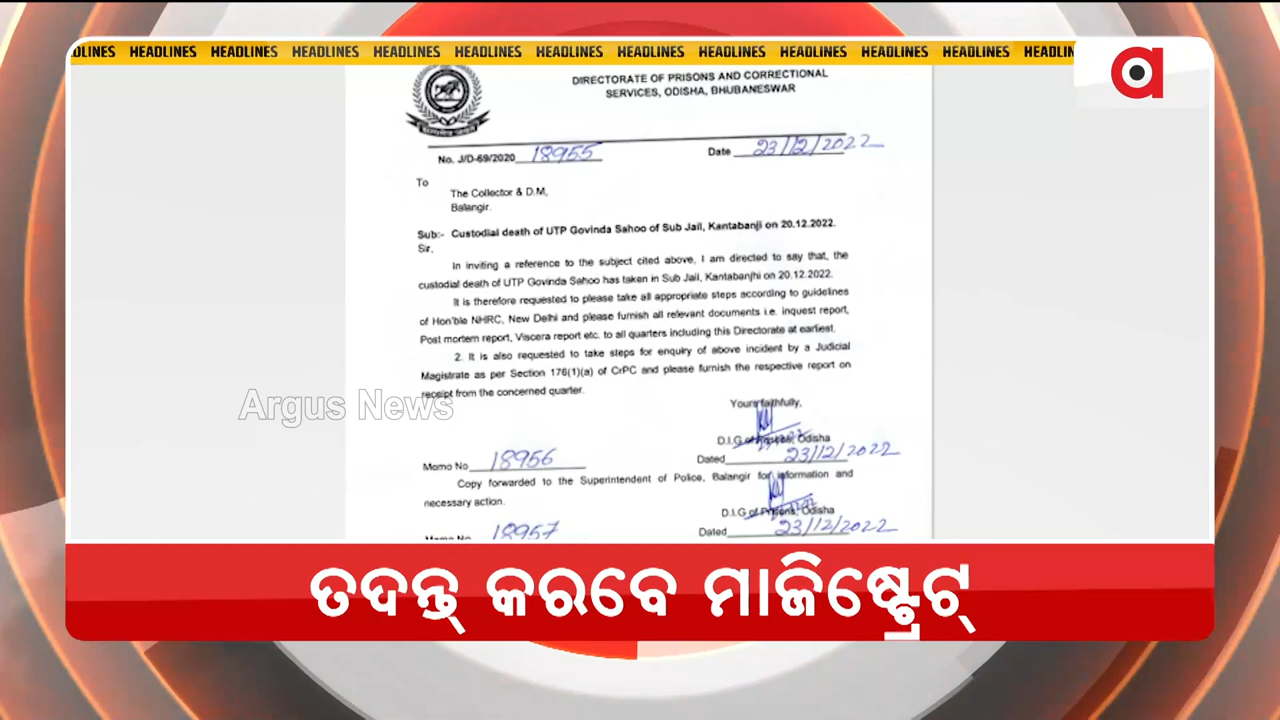 DLINES HEADLINES HEADLINES HEADLINES HEADLINES HEADLINES HEADLINES HEADLINES HEADLINES HEADLINES HEADLINES HEADLINES HEADLIN
DIRECTORATE OF PRISONS AND CORRECTIONAL
SERVICES, ODISHA, BHUBANESWAR
No. J/D-69/2020 18955 Date 23/12/2022
To
The Collector & D.M,
Balangir.
Sub:- Custodial death of UTP Govinda Sahoo of Sub Jail, Kantabanji on 20.12.2022.
Sir,
In inviting a reference to the subject cited above, I am directed to say that, the
custodial death of UTP Govinda Sahoo has taken in Sub Jail, Kantabanjhi on 20.12.2022.
It is therefore requested to please take all appropriate steps according to guidelines
of Hon'ble NHRC, New Delhi and please furnish all relevant documents i.e. inquest report,
Post mortem report, Viscera report etc. to all quarters including this Directorate at earliest.
2. It is also requested to take steps for enquiry of above incident by a Judicial
Magistrate as per Section 176(1)(a) of CrPC and please furnish the respective report on
receipt from the concerned quarter.
Argus News
Yours faithfully,
D.I.G of Prisons, Odisha
Memo No 18956 Dated 23/12/2022
Copy forwarded to the Superintendent of Police, Balangir for information and
necessary action.
D.I.G of Prisons, Odisha
Memo No 18957 Dated 23/12/2022
ତଦନ୍ତ୍ କରବେ ମାଜିଷ୍ଟ୍ରେଟ୍